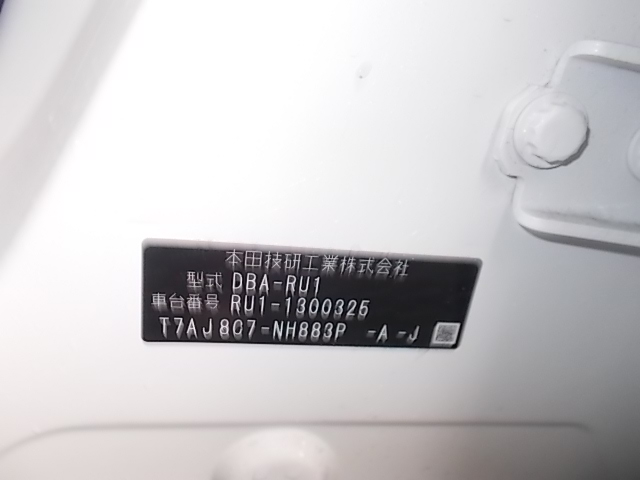 本田技研工業株式会社
型式 DBA-RU1
車台番号 RU1-1300325
T7AJ8G7-NH883P -A-J